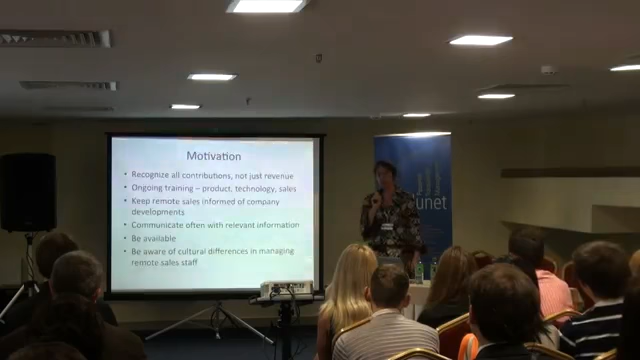 Motivation
• Recognize all contributions, not just revenue
• Ongoing training – product, technology, sales
• Keep remote sales informed of company
developments
• Communicate often with relevant information
• Be available
• Be aware of cultural differences in managing
remote sales staff
unet